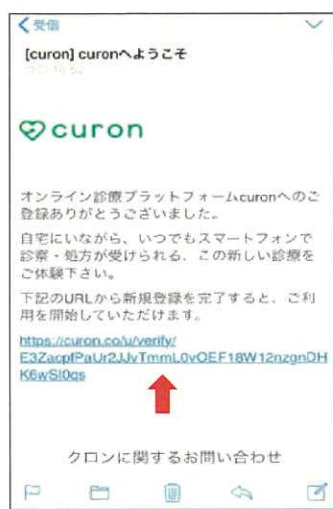 受信
[curon] curonへようこそ
curon
オンライン診療プラットフォームcuronへのご
登録ありがとうございました。
自宅にいながら、いつでもスマートフォンで
診察・処方が受けられる、この新しい診療を
ご体験下さい。
下記のURLから新規登録を完了すると、ご利
用を開始していただけます。
https://curon.co/u/verify/
E3ZacpfPaUr2JJvTmmL0vOEF18W12nzgnDH
K6wSl0qs
クロンに関するお問い合わせ